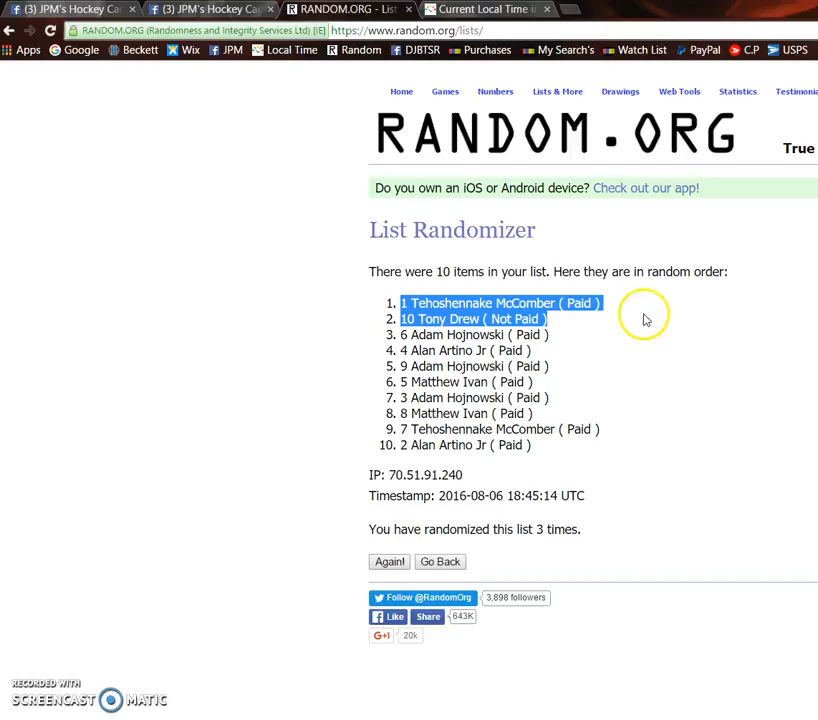 (3) JPM's Hockey Ca
(3) JPM's Hockey Ca
RANDOM.ORG - List
Current Local Time in
RANDOM.ORG (Randomness and Integrity Services Ltd) [IE] https://www.random.org/lists/
Apps Google Beckett Wix JPM Local Time Random DJBTSR Purchases My Search's Watch List PayPal C.P USPS
Home Games Numbers Lists & More Drawings Web Tools Statistics Testimonia
RANDOM.ORG
True
Do you own an iOS or Android device? Check out our app!
List Randomizer
There were 10 items in your list. Here they are in random order:
1. 1 Tehoshennake McComber ( Paid )
2. 10 Tony Drew ( Not Paid )
3. 6 Adam Hojnowski ( Paid )
4. 4 Alan Artino Jr ( Paid )
5. 9 Adam Hojnowski ( Paid )
6. 5 Matthew Ivan ( Paid )
7. 3 Adam Hojnowski ( Paid )
8. 8 Matthew Ivan ( Paid )
9. 7 Tehoshennake McComber ( Paid )
10. 2 Alan Artino Jr ( Paid )
IP: 70.51.91.240
Timestamp: 2016-08-06 18:45:14 UTC
You have randomized this list 3 times.
Again! Go Back
Follow @RandomOrg 3,898 followers
Like Share 643K
G+1 20k
RECORDED WITH
SCREENCAST MATIC